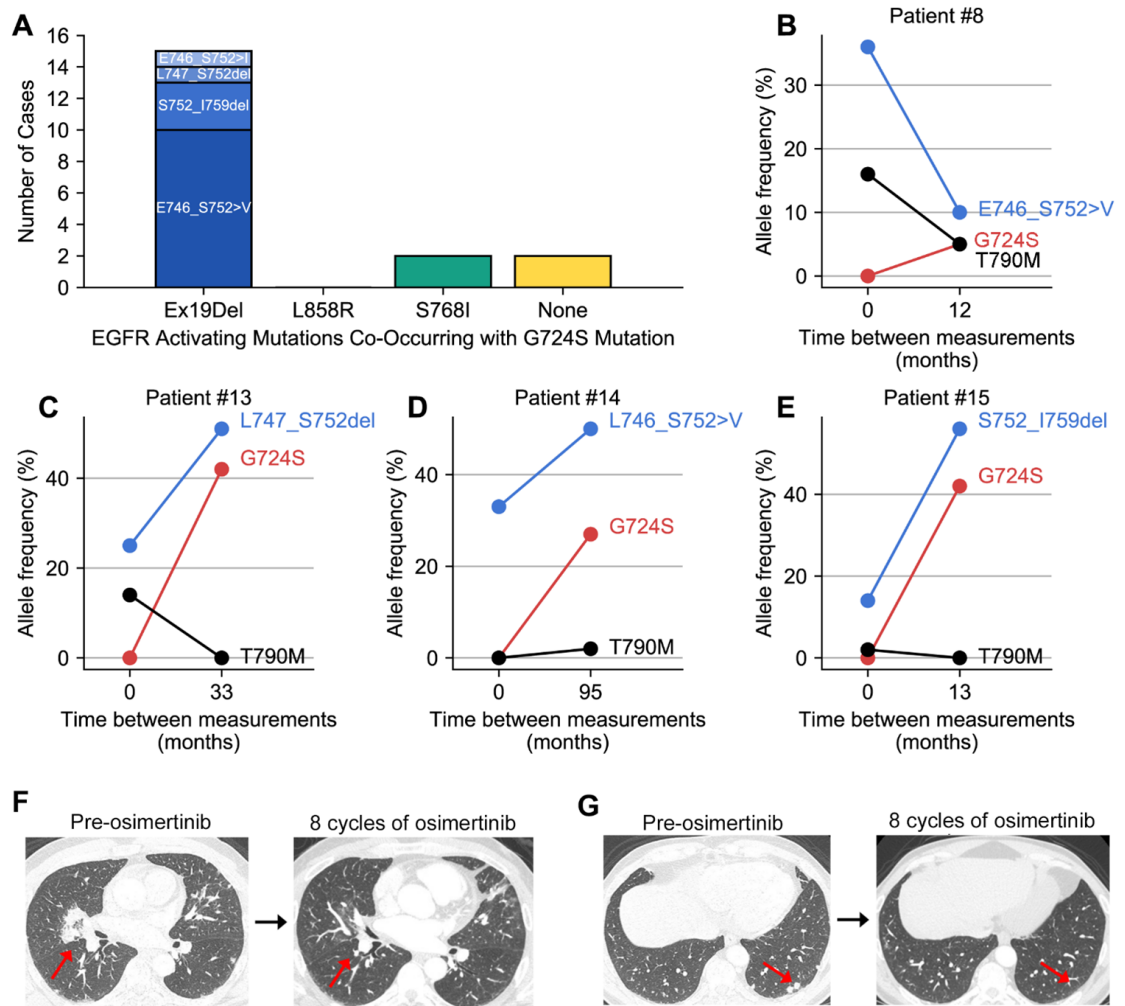 A
Number of Cases
16
14
12
10
8
6
4
2
0
E746_S752>I
L747_S752del
S752_I759del
E746_S752>V
Ex19Del
L858R
S768I
None
EGFR Activating Mutations Co-Occurring with G724S Mutation
B
Patient #8
Allele frequency (%)
30
20
10
0
E746_S752>V
G724S
T790M
0
12
Time between measurements
(months)
C
Patient #13
Allele frequency (%)
40
20
0
L747_S752del
G724S
T790M
0
33
Time between measurements
(months)
D
Patient #14
Allele frequency (%)
40
20
0
L746_S752>V
G724S
T790M
0
95
Time between measurements
(months)
E
Patient #15
Allele frequency (%)
40
20
0
S752_I759del
G724S
T790M
0
13
Time between measurements
(months)
F
Pre-osimertinib
8 cycles of osimertinib
G
Pre-osimertinib
8 cycles of osimertinib